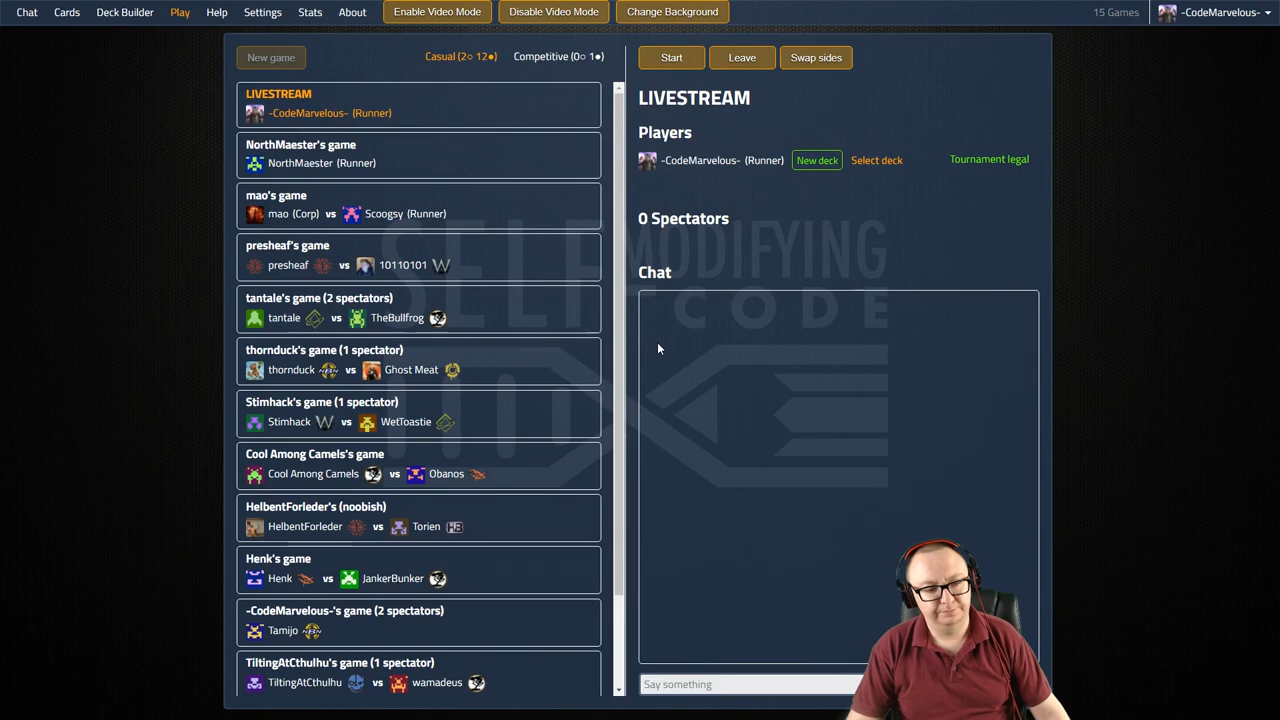 Chat Cards Deck Builder Play Help Settings Stats About Enable Video Mode Disable Video Mode Change Background 15 Games -CodeMarvelous-
New game Casual (2○ 12●) Competitive (0○ 1●) Start Leave Swap sides
LIVESTREAM
-CodeMarvelous- (Runner)
NorthMaester's game
NorthMaester (Runner)
mao's game
mao (Corp) vs Scoogsy (Runner)
presheaf's game
presheaf vs 10110101
tantale's game (2 spectators)
tantale vs TheBullfrog
thornduck's game (1 spectator)
thornduck NBN vs Ghost Meat
Stimhack's game (1 spectator)
Stimhack vs WetToastie
Cool Among Camels's game
Cool Among Camels vs Obanos
HelbentForleder's (noobish)
HelbentForleder vs Torien HB
Henk's game
Henk vs JankerBunker
-CodeMarvelous-'s game (2 spectators)
Tamijo NBN
TiltingAtCthulhu's game (1 spectator)
TiltingAtCthulhu vs wamadeus
LIVESTREAM
Players
-CodeMarvelous- (Runner) New deck Select deck Tournament legal
0 Spectators
Chat
Say something
SELF MODIFYING
CODE